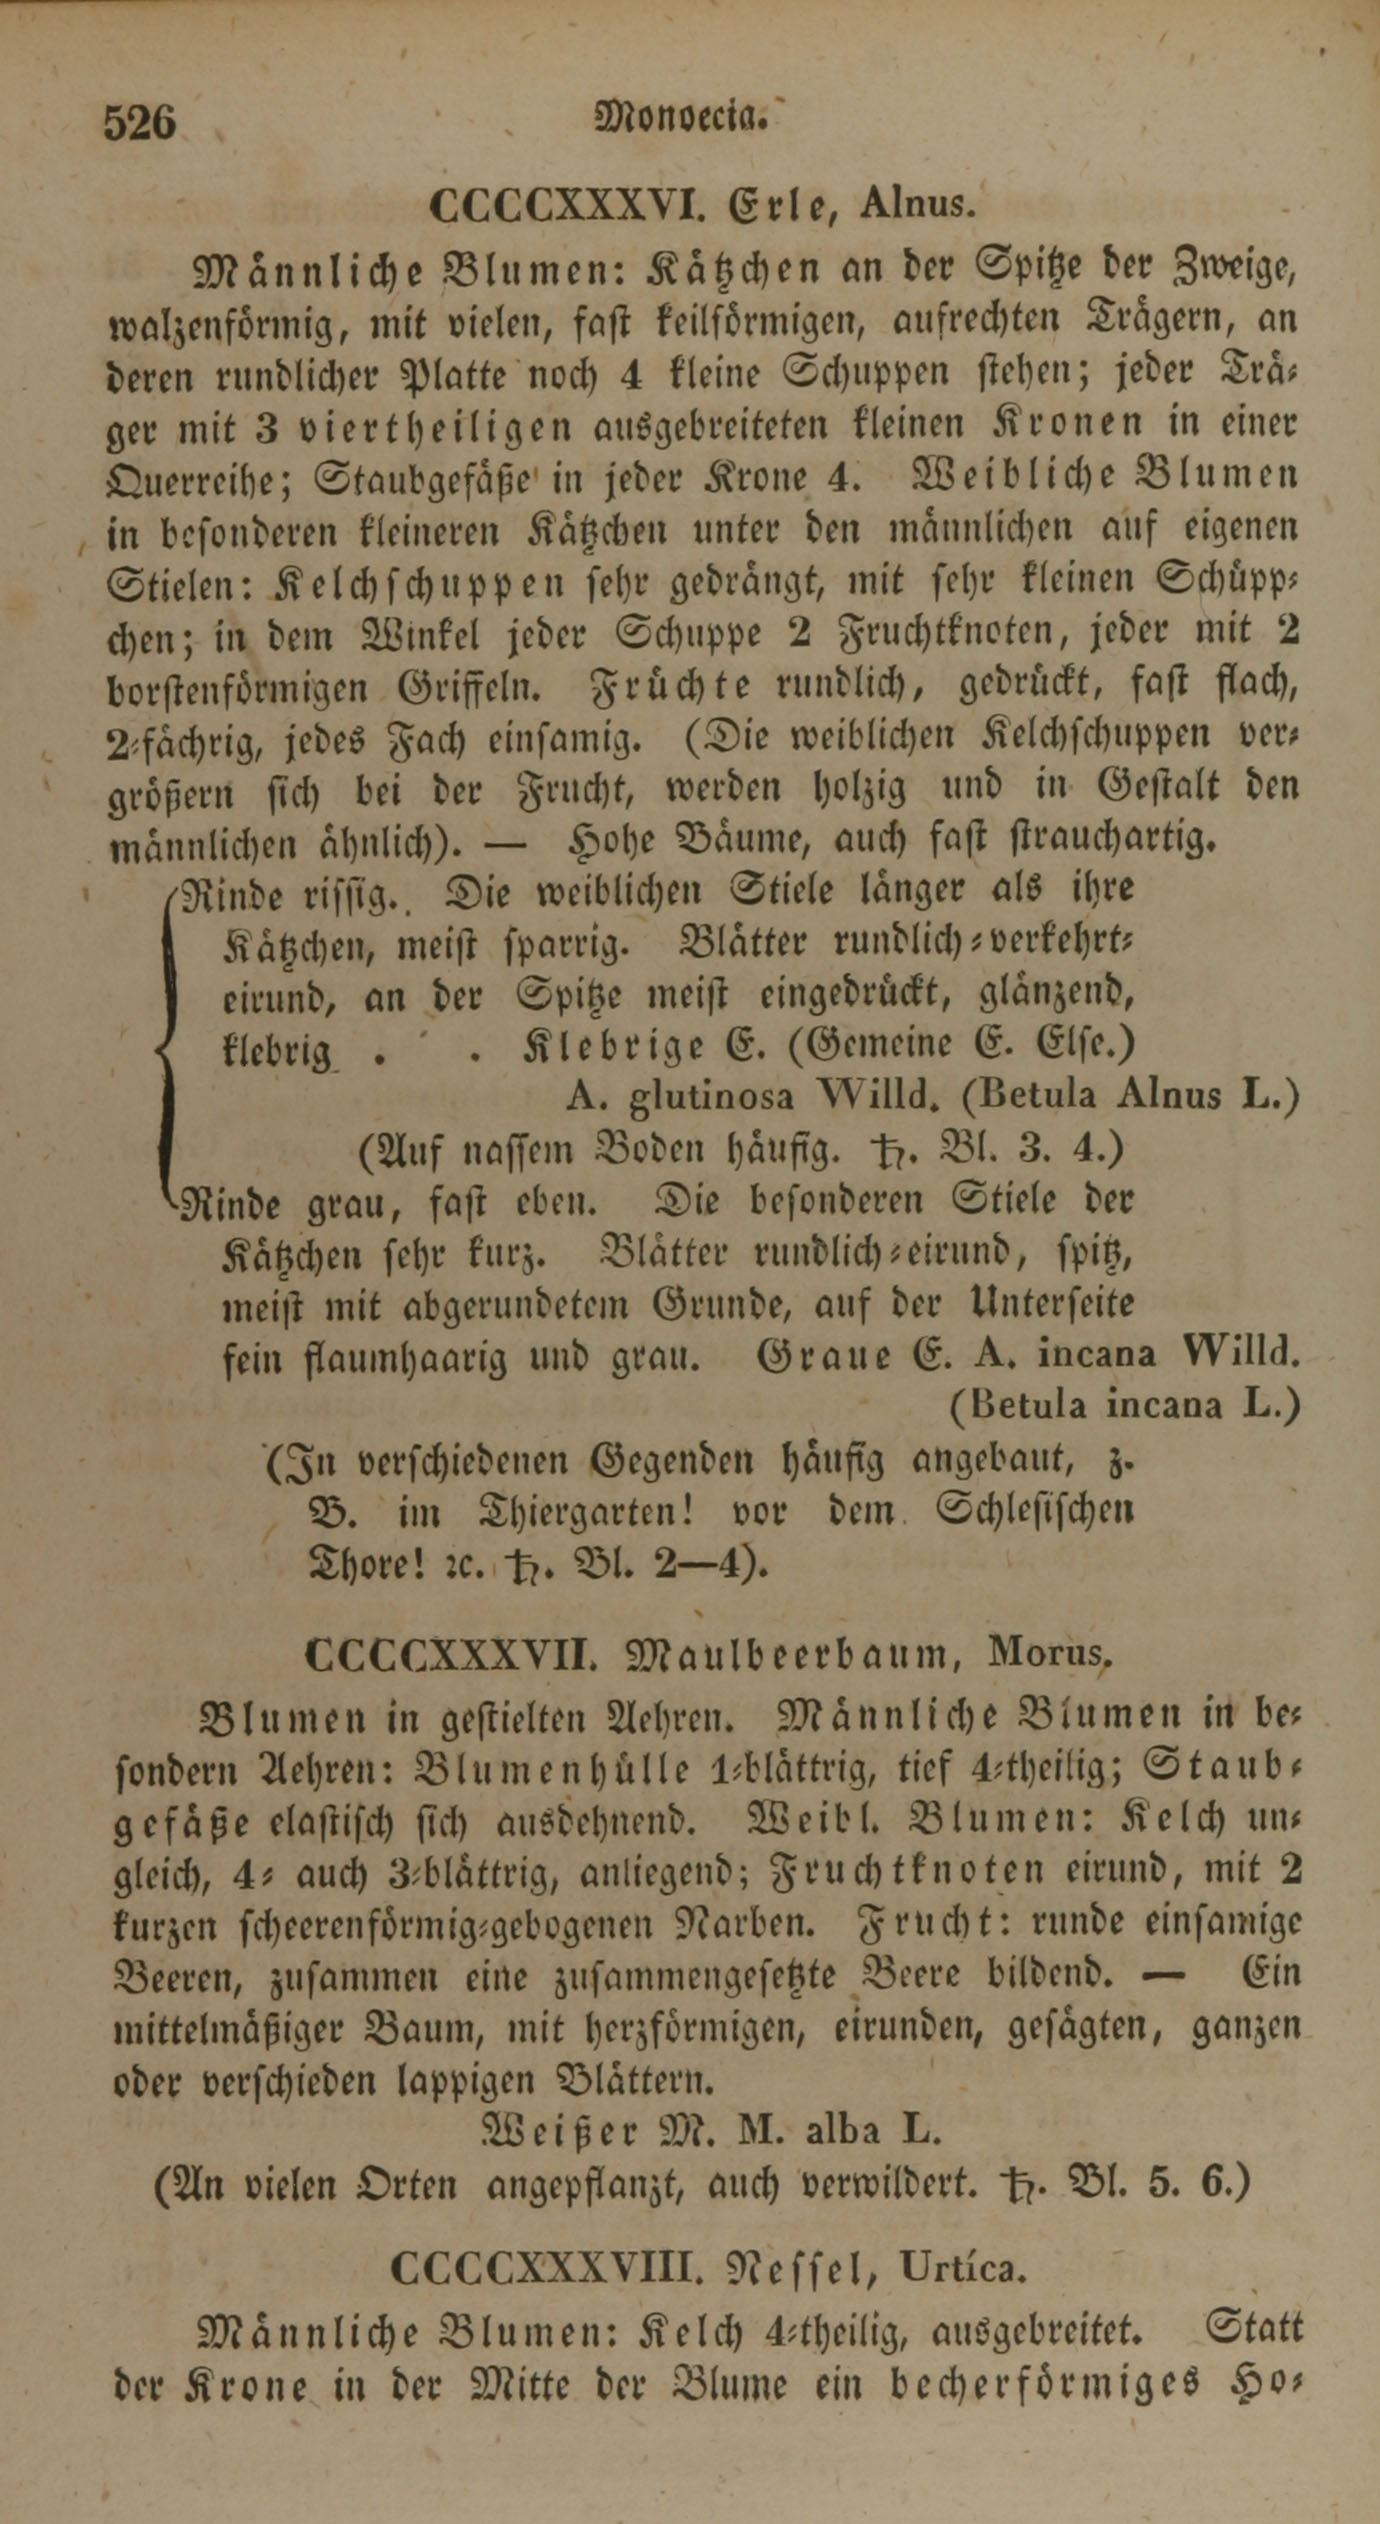 526
Monoecia.
CCCCXXXVI. Erle, Alnus.
Männliche Blumen: Kätzchen an der Spitze der Zweige,
walzenförmig, mit vielen, fast keilförmigen, aufrechten Trägern, an
deren rundlicher Platte noch 4 kleine Schuppen stehen; jeder Trä-
ger mit 3 viertheiligen ausgebreiteten kleinen Kronen in einer
Querreihe; Staubgefäße in jeder Krone 4. Weibliche Blumen
in besonderen kleineren Kätzchen unter den männlichen auf eigenen
Stielen: Kelchschuppen sehr gedrängt, mit sehr kleinen Schüpp-
chen; in dem Winkel jeder Schuppe 2 Fruchtknoten, jeder mit 2
borstenförmigen Griffeln. Früchte rundlich, gedrückt, fast flach,
2-fächrig, jedes Fach einsamig. (Die weiblichen Kelchschuppen ver-
größern sich bei der Frucht, werden holzig und in Gestalt den
männlichen ähnlich). — Hohe Bäume, auch fast strauchartig.
Rinde rissig. Die weiblichen Stiele länger als ihre
Kätzchen, meist sparrig. Blätter rundlich-verkehrt-
eirund, an der Spitze meist eingedrückt, glänzend,
klebrig . . Klebrige E. (Gemeine E. Else.)
A. glutinosa Willd. (Betula Alnus L.)
(Auf nassem Boden häufig. ♄. Bl. 3. 4.)
Rinde grau, fast eben. Die besonderen Stiele der
Kätzchen sehr kurz. Blätter rundlich-eirund, spitz,
meist mit abgerundetem Grunde, auf der Unterseite
fein flaumhaarig und grau. Graue E. A. incana Willd.
(Betula incana L.)
(In verschiedenen Gegenden häufig angebaut, z.
B. im Thiergarten! vor dem Schlesischen
Thore! ꝛc. ♄. Bl. 2—4).
CCCCXXXVII. Maulbeerbaum, Morus.
Blumen in gestielten Aehren. Männliche Blumen in be-
sondern Aehren: Blumenhülle 1-blättrig, tief 4-theilig; Staub-
gefäße elastisch sich ausdehnend. Weibl. Blumen: Kelch un-
gleich, 4- auch 3-blättrig, anliegend; Fruchtknoten eirund, mit 2
kurzen scheerenförmig-gebogenen Narben. Frucht: runde einsamige
Beeren, zusammen eine zusammengesetzte Beere bildend. — Ein
mittelmäßiger Baum, mit herzförmigen, eirunden, gesägten, ganzen
oder verschieden lappigen Blättern.
Weißer M. M. alba L.
(An vielen Orten angepflanzt, auch verwildert. ♄. Bl. 5. 6.)
CCCCXXXVIII. Nessel, Urtíca.
Männliche Blumen: Kelch 4-theilig, ausgebreitet. Statt
der Krone in der Mitte der Blume ein becherförmiges Ho-